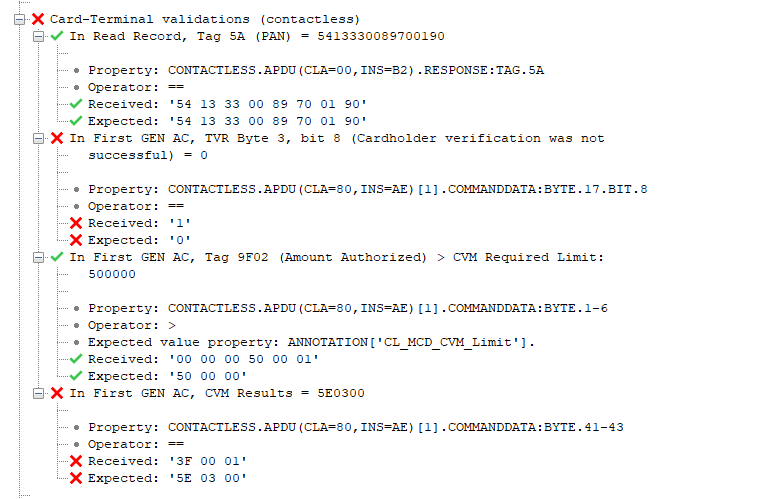 Card-Terminal validations (contactless)
In Read Record, Tag 5A (PAN) = 5413330089700190
Property: CONTACTLESS.APDU(CLA=00,INS=B2).RESPONSE:TAG.5A
Operator: ==
Received: '54 13 33 00 89 70 01 90'
Expected: '54 13 33 00 89 70 01 90'
In First GEN AC, TVR Byte 3, bit 8 (Cardholder verification was not
successful) = 0
Property: CONTACTLESS.APDU(CLA=80,INS=AE)[1].COMMANDDATA:BYTE.17.BIT.8
Operator: ==
Received: '1'
Expected: '0'
In First GEN AC, Tag 9F02 (Amount Authorized) > CVM Required Limit:
500000
Property: CONTACTLESS.APDU(CLA=80,INS=AE)[1].COMMANDDATA:BYTE.1-6
Operator: >
Expected value property: ANNOTATION['CL_MCD_CVM_Limit'].
Received: '00 00 00 50 00 01'
Expected: '50 00 00'
In First GEN AC, CVM Results = 5E0300
Property: CONTACTLESS.APDU(CLA=80,INS=AE)[1].COMMANDDATA:BYTE.41-43
Operator: ==
Received: '3F 00 01'
Expected: '5E 03 00'